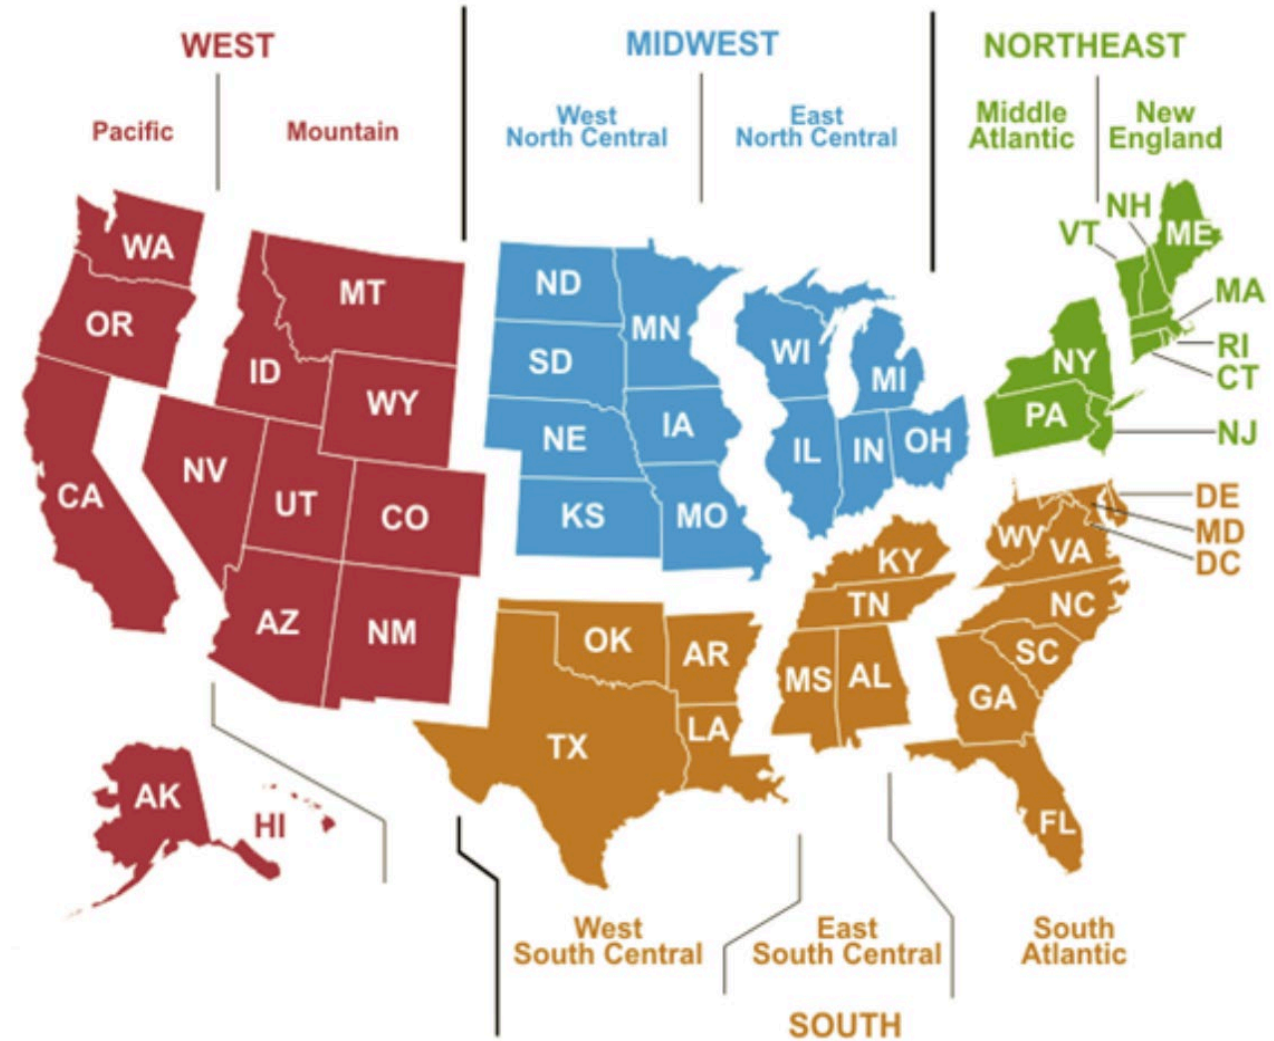 WEST
MIDWEST
NORTHEAST
Pacific
Mountain
West
North Central
East
North Central
Middle
Atlantic
New
England
WA
OR
CA
MT
ID
WY
NV
UT
CO
AZ
NM
AK
HI
ND
SD
NE
KS
MN
IA
MO
WI
MI
IL
IN
OH
NH
VT
ME
MA
RI
CT
NY
PA
NJ
DE
MD
DC
WV
VA
KY
TN
NC
SC
GA
FL
MS
AL
OK
AR
TX
LA
West
South Central
East
South Central
South
Atlantic
SOUTH